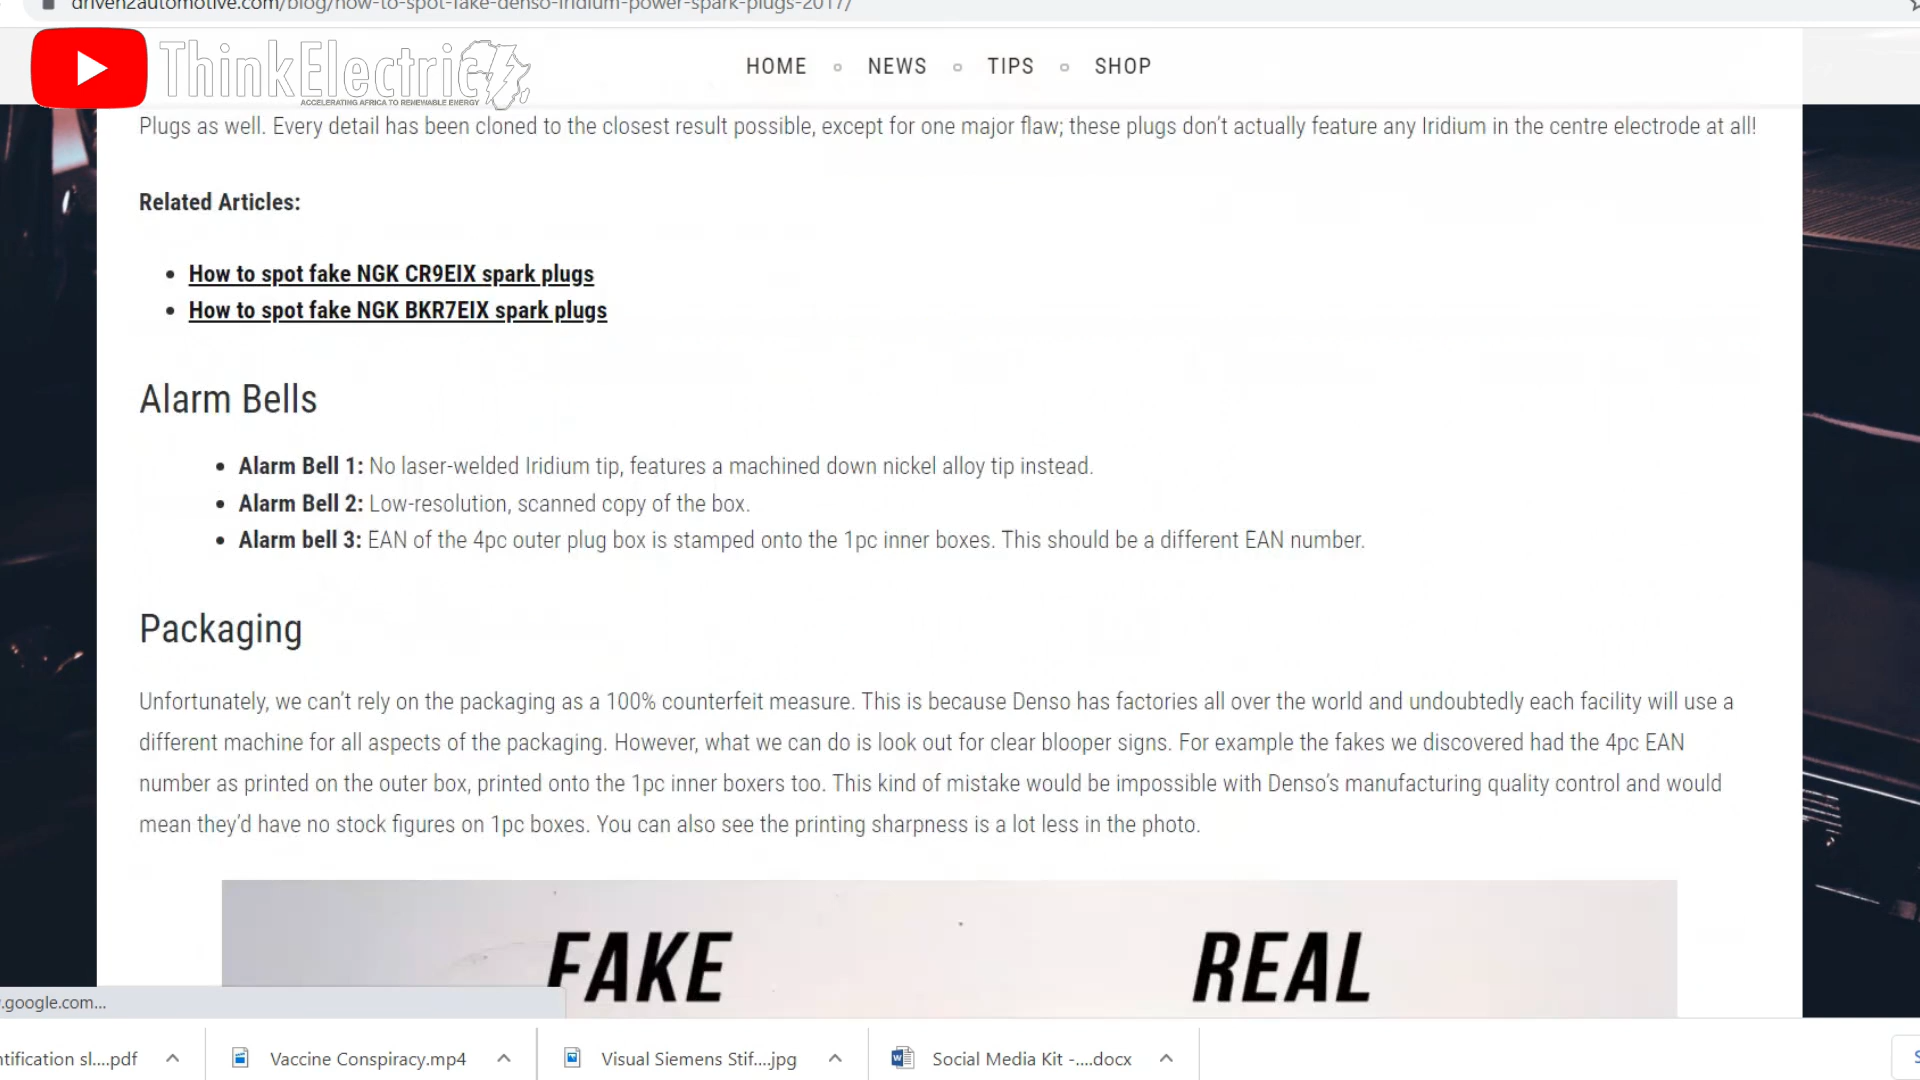 driven2automotive.com/blog/how-to-spot-fake-denso-iridium-power-spark-plugs-2017/
ThinkElectric
ACCELERATING AFRICA TO RENEWABLE ENERGY
HOME
NEWS
TIPS
SHOP
Plugs as well. Every detail has been cloned to the closest result possible, except for one major flaw; these plugs don’t actually feature any Iridium in the centre electrode at all!
Related Articles:
How to spot fake NGK CR9EIX spark plugs
How to spot fake NGK BKR7EIX spark plugs
Alarm Bells
Alarm Bell 1: No laser-welded Iridium tip, features a machined down nickel alloy tip instead.
Alarm Bell 2: Low-resolution, scanned copy of the box.
Alarm bell 3: EAN of the 4pc outer plug box is stamped onto the 1pc inner boxes. This should be a different EAN number.
Packaging
Unfortunately, we can’t rely on the packaging as a 100% counterfeit measure. This is because Denso has factories all over the world and undoubtedly each facility will use a
different machine for all aspects of the packaging. However, what we can do is look out for clear blooper signs. For example the fakes we discovered had the 4pc EAN
number as printed on the outer box, printed onto the 1pc inner boxers too. This kind of mistake would be impossible with Denso’s manufacturing quality control and would
mean they’d have no stock figures on 1pc boxes. You can also see the printing sharpness is a lot less in the photo.
FAKE
REAL
.google.com...
ntification sl....pdf
Vaccine Conspiracy.mp4
Visual Siemens Stif....jpg
Social Media Kit -....docx